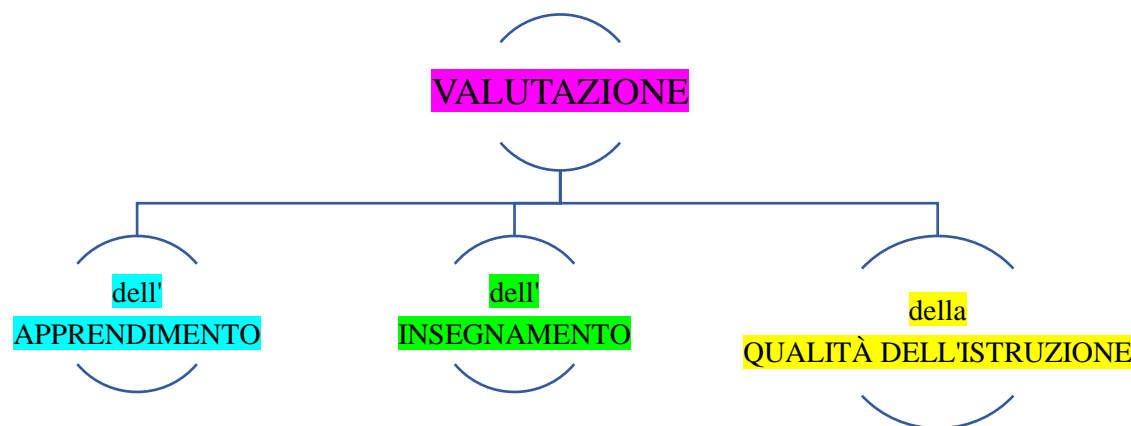 VALUTAZIONE
dell'
APPRENDIMENTO
dell'
INSEGNAMENTO
della
QUALITÀ DELL'ISTRUZIONE